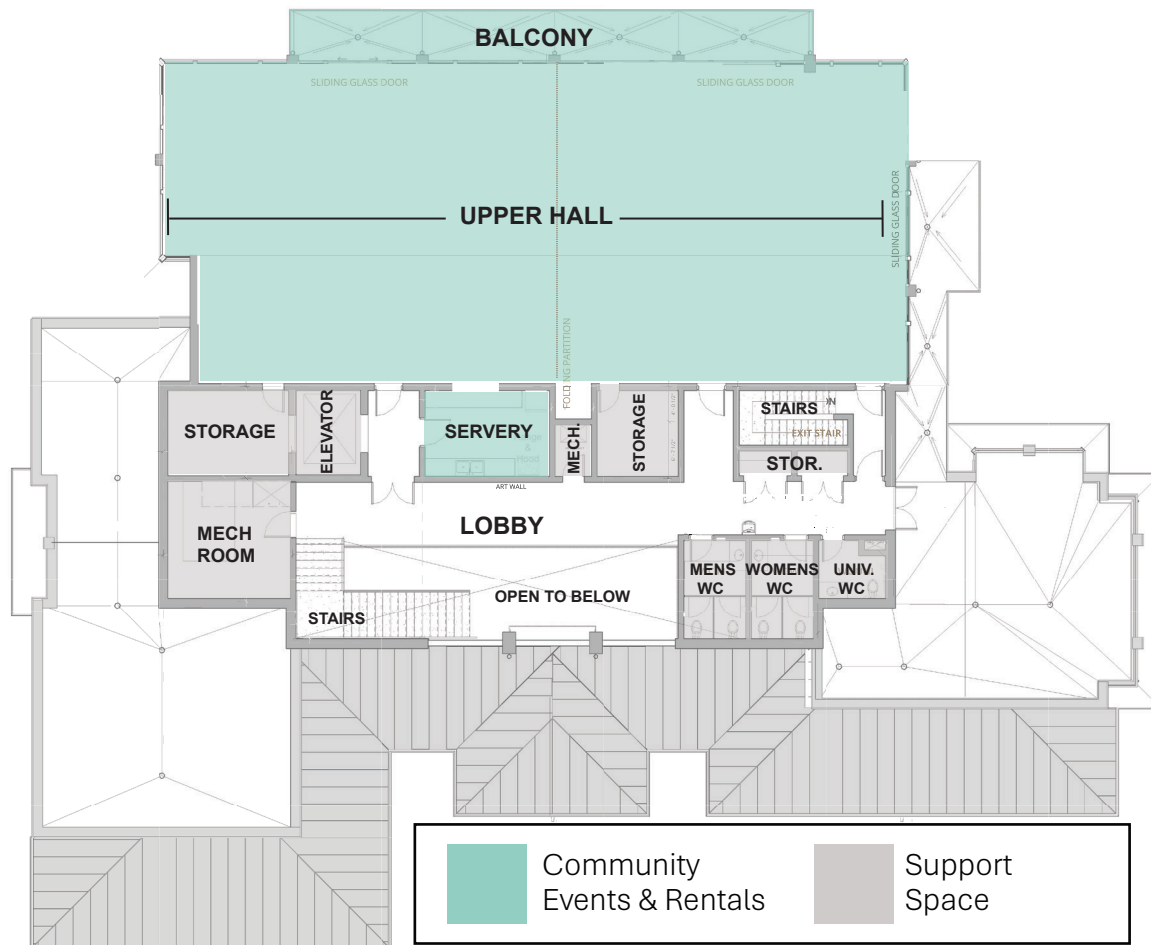 BALCONY
SLIDING GLASS DOOR
SLIDING GLASS DOOR
UPPER HALL
SLIDING GLASS DOOR
FOLDING PARTITION
STORAGE
ELEVATOR
SERVERY
MECH.
STORAGE
STAIRS
EXIT STAIR
STOR.
ART WALL
LOBBY
MECH
ROOM
MENS
WC
WOMENS
WC
UNIV.
WC
OPEN TO BELOW
STAIRS
Community
Events & Rentals
Support
Space